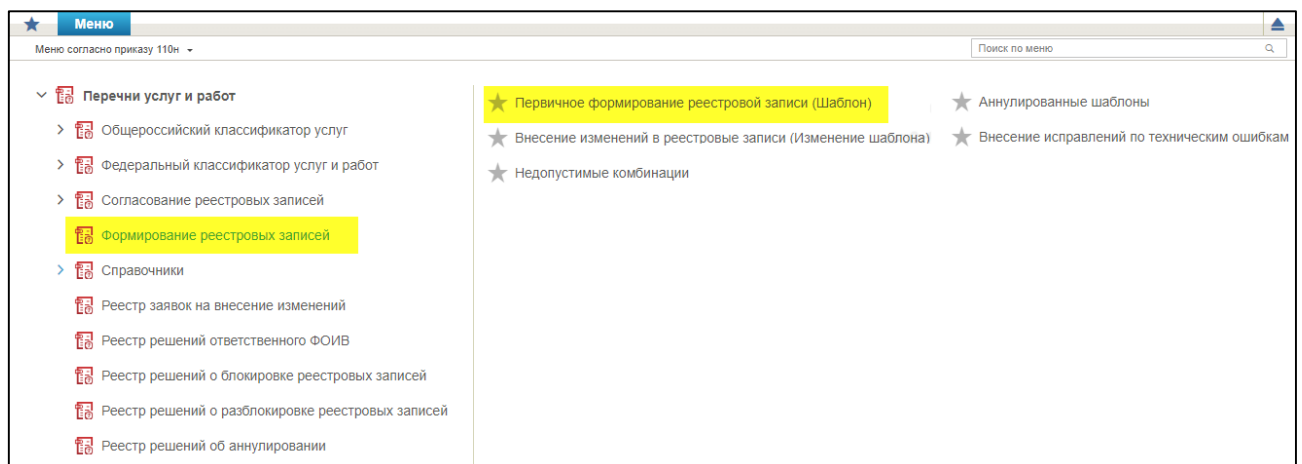 Меню
Меню согласно приказу 110н
Поиск по меню
Перечни услуг и работ
Общероссийский классификатор услуг
Федеральный классификатор услуг и работ
Согласование реестровых записей
Формирование реестровых записей
Справочники
Реестр заявок на внесение изменений
Реестр решений ответственного ФОИВ
Реестр решений о блокировке реестровых записей
Реестр решений о разблокировке реестровых записей
Реестр решений об аннулировании
Первичное формирование реестровой записи (Шаблон)
Внесение изменений в реестровые записи (Изменение шаблона)
Недопустимые комбинации
Аннулированные шаблоны
Внесение исправлений по техническим ошибкам